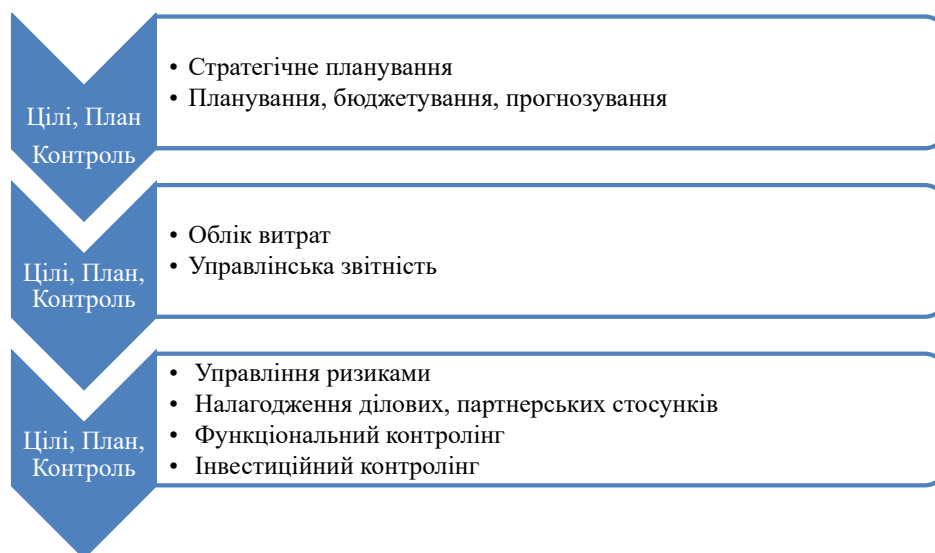 Цілі, План
Контроль
• Стратегічне планування
• Планування, бюджетування, прогнозування
Цілі, План,
Контроль
• Облік витрат
• Управлінська звітність
Цілі, План,
Контроль
• Управління ризиками
• Налагодження ділових, партнерських стосунків
• Функціональний контролінг
• Інвестиційний контролінг